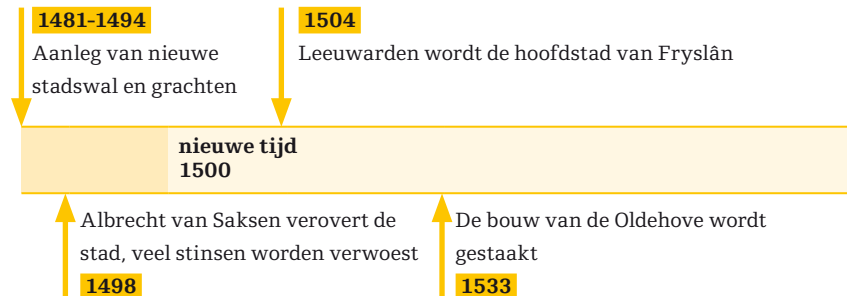 1481-1494
Aanleg van nieuwe
stadswal en grachten
1504
Leeuwarden wordt de hoofdstad van Fryslân
nieuwe tijd
1500
Albrecht van Saksen verovert de
stad, veel stinsen worden verwoest
1498
De bouw van de Oldehove wordt
gestaakt
1533